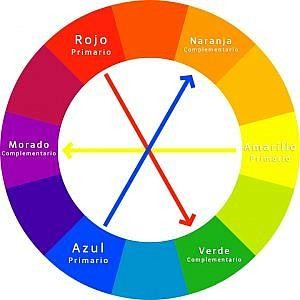 Rojo
Primario
Naranja
Complementario
Morado
Complementario
Amarillo
Primario
Azul
Primario
Verde
Complementario